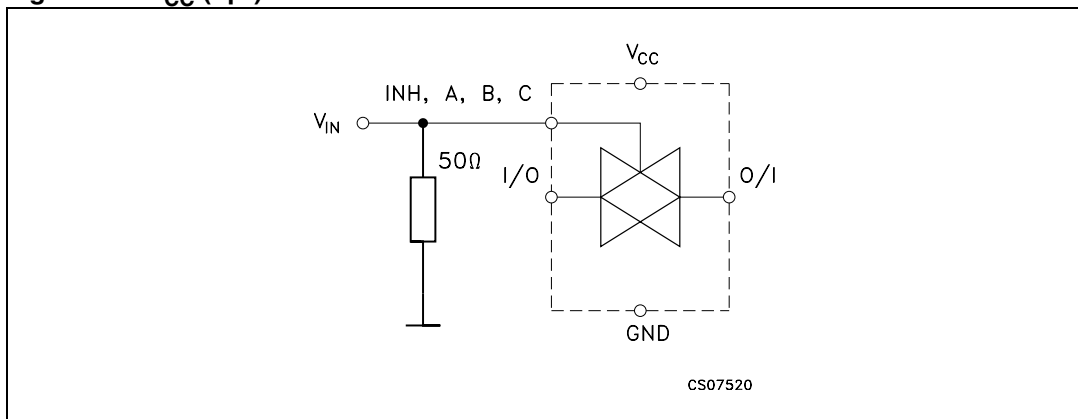 V_CC
INH, A, B, C
V_IN
50Ω
I/O
O/I
GND
CS07520